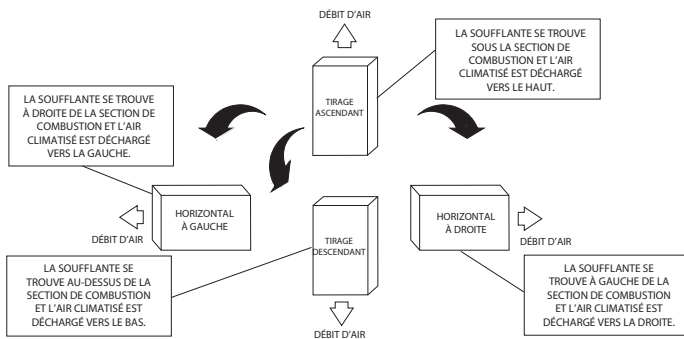 DÉBIT D'AIR
LA SOUFFLANTE SE TROUVE
SOUS LA SECTION DE
COMBUSTION ET L'AIR
CLIMATISÉ EST DÉCHARGÉ
VERS LE HAUT.
TIRAGE
ASCENDANT
LA SOUFFLANTE SE TROUVE
À DROITE DE LA SECTION DE
COMBUSTION ET L'AIR
CLIMATISÉ EST DÉCHARGÉ
VERS LA GAUCHE.
HORIZONTAL
À GAUCHE
DÉBIT D'AIR
TIRAGE
DESCENDANT
HORIZONTAL
À DROITE
DÉBIT D'AIR
LA SOUFFLANTE SE
TROUVE AU-DESSUS DE LA
SECTION DE COMBUSTION
ET L'AIR CLIMATISÉ EST
DÉCHARGÉ VERS LE BAS.
LA SOUFFLANTE SE
TROUVE À GAUCHE DE LA
SECTION DE COMBUSTION
ET L'AIR CLIMATISÉ EST
DÉCHARGÉ VERS LA DROITE.
DÉBIT D'AIR